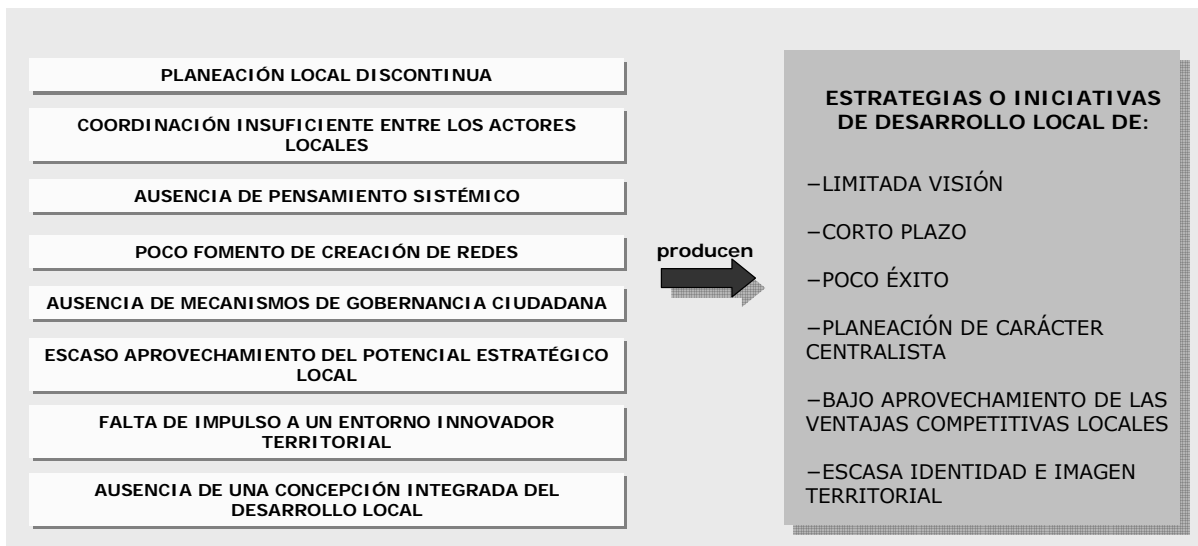 PLANEACIÓN LOCAL DISCONTINUA
COORDINACIÓN INSUFICIENTE ENTRE LOS ACTORES
LOCALES
AUSENCIA DE PENSAMIENTO SISTÉMICO
POCO FOMENTO DE CREACIÓN DE REDES
AUSENCIA DE MECANISMOS DE GOBERNANCIA CIUDADANA
ESCASO APROVECHAMIENTO DEL POTENCIAL ESTRATÉGICO
LOCAL
FALTA DE IMPULSO A UN ENTORNO INNOVADOR
TERRITORIAL
AUSENCIA DE UNA CONCEPCIÓN INTEGRADA DEL
DESARROLLO LOCAL
producen
ESTRATEGIAS O INICIATIVAS
DE DESARROLLO LOCAL DE:
−LIMITADA VISIÓN
−CORTO PLAZO
−POCO ÉXITO
−PLANEACIÓN DE CARÁCTER
CENTRALISTA
−BAJO APROVECHAMIENTO DE LAS
VENTAJAS COMPETITIVAS LOCALES
−ESCASA IDENTIDAD E IMAGEN
TERRITORIAL